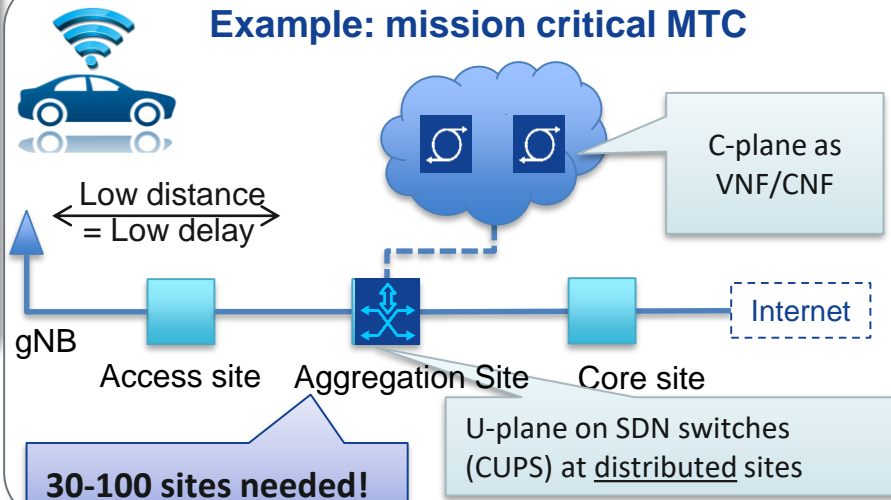 Example: mission critical MTC
C-plane as
VNF/CNF
Low distance
= Low delay
gNB
Internet
Access site
Aggregation Site
Core site
U-plane on SDN switches
(CUPS) at distributed sites
30-100 sites needed!